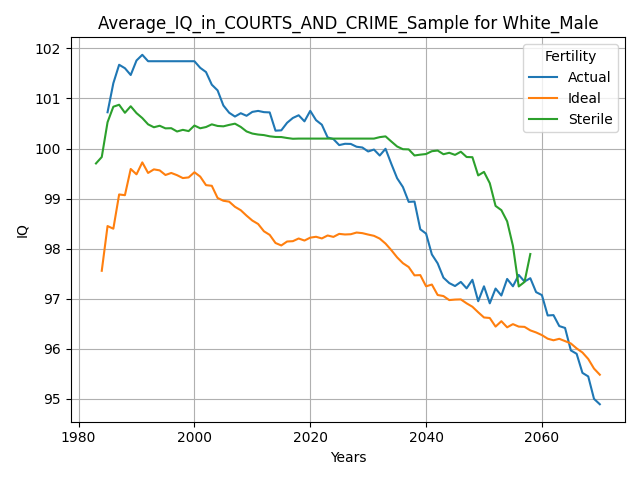 Average_IQ_in_COURTS_AND_CRIME_Sample for White_Male
Fertility
Actual
Ideal
Sterile
IQ
102
101
100
99
98
97
96
95
1980
2000
2020
2040
2060
Years